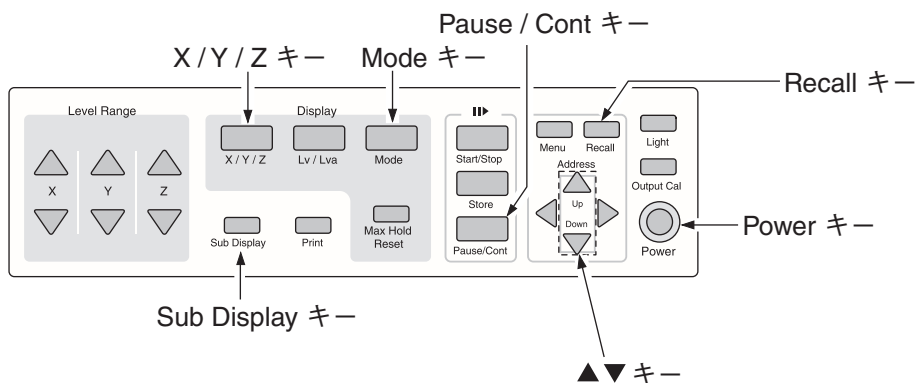 Pause / Cont キー
X / Y / Z キー
Mode キー
Recall キー
Level Range
Display
X / Y / Z
Lv / Lva
Mode
Start/Stop
Menu
Recall
Light
Address
X
Y
Z
Up
Down
Store
Output Cal
Sub Display
Print
Max Hold
Reset
Pause/Cont
Power
Power キー
Sub Display キー
▲▼ キー